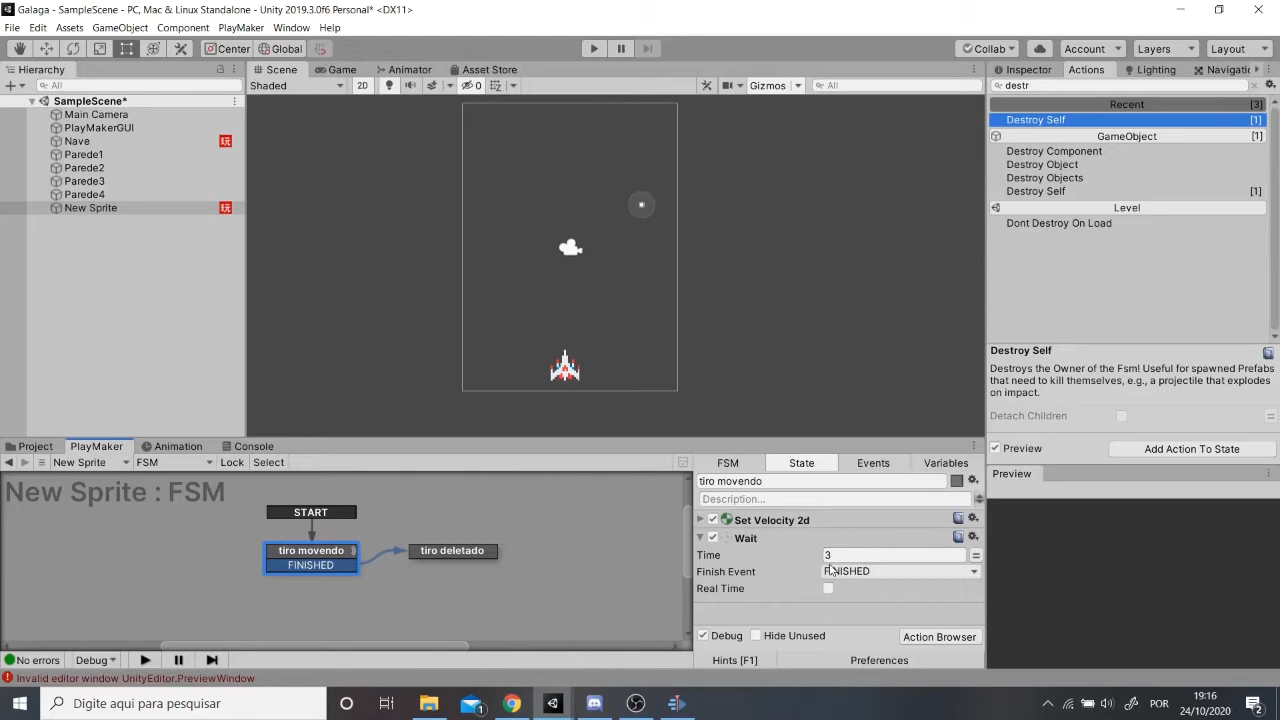 Galaga - SampleScene - PC, Mac & Linux Standalone - Unity 2019.3.0f6 Personal* <DX11>
File Edit Assets GameObject Component PlayMaker Window Help
Center Global Collab Account Layers Layout
Hierarchy Scene Game Animator Asset Store Inspector Actions Lighting Navigatio
All Shaded 2D 0 Gizmos All destr
SampleScene* Recent [3]
Main Camera Destroy Self [1]
PlayMakerGUI GameObject [1]
Nave 玩
Parede1 Destroy Component
Parede2 Destroy Object
Parede3 Destroy Objects
Parede4 Destroy Self [1]
New Sprite 玩 Level
Dont Destroy On Load
Destroy Self
Destroys the Owner of the Fsm! Useful for spawned Prefabs
that need to kill themselves, e.g., a projectile that explodes
on impact.
Detach Children
Preview Add Action To State
Preview
Project PlayMaker Animation Console
New Sprite FSM Lock Select FSM State Events Variables
New Sprite : FSM
START
tiro movendo tiro deletado
FINISHED
tiro movendo
Description...
Set Velocity 2d
Wait
Time 3
Finish Event FINISHED
Real Time
Debug Hide Unused Action Browser
No errors Debug Hints [F1] Preferences
Invalid editor window UnityEditor.PreviewWindow
Digite aqui para pesquisar 1 POR 19:16
24/10/2020 2